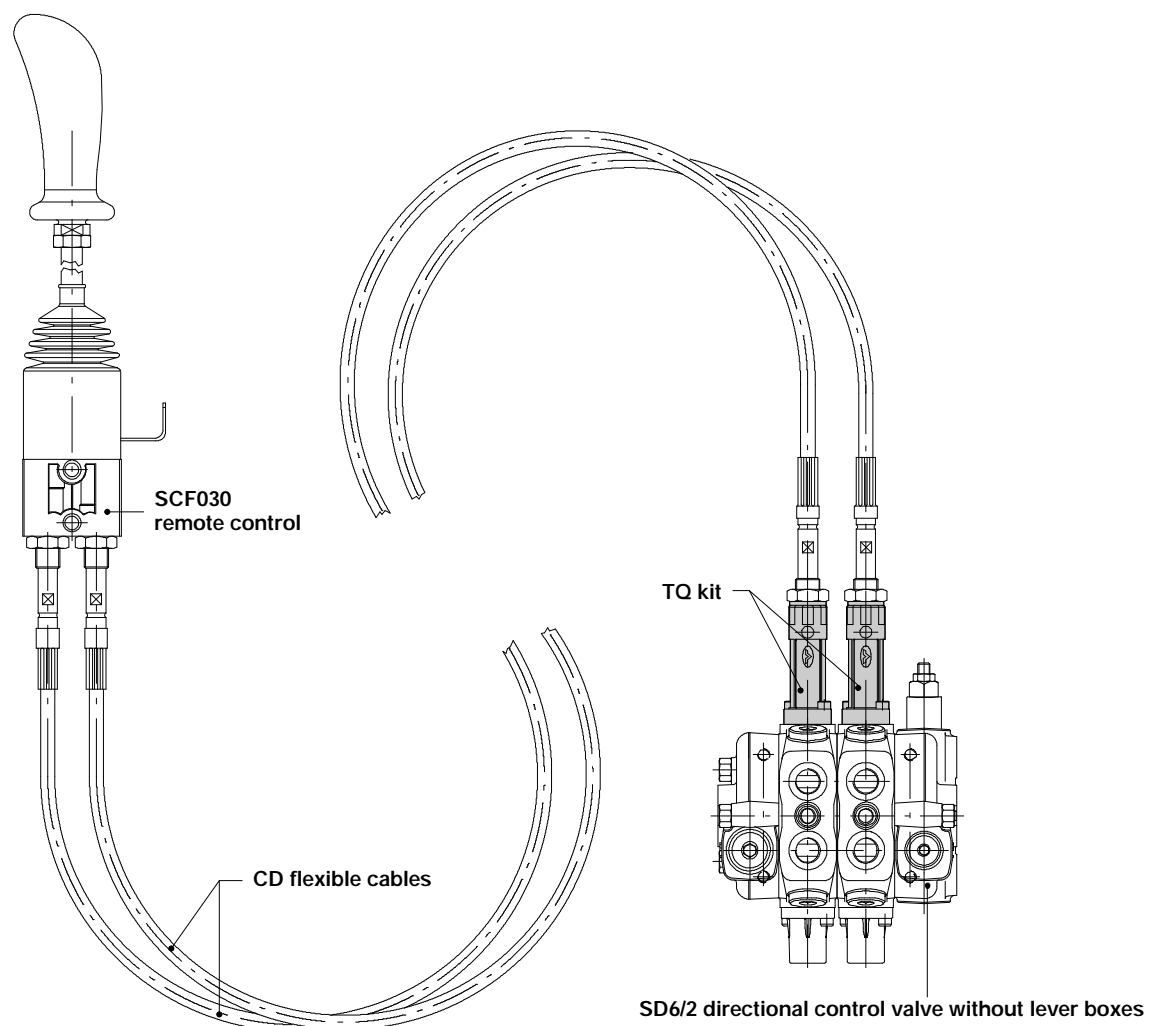 SCF030
remote control
TQ kit
CD flexible cables
SD6/2 directional control valve without lever boxes